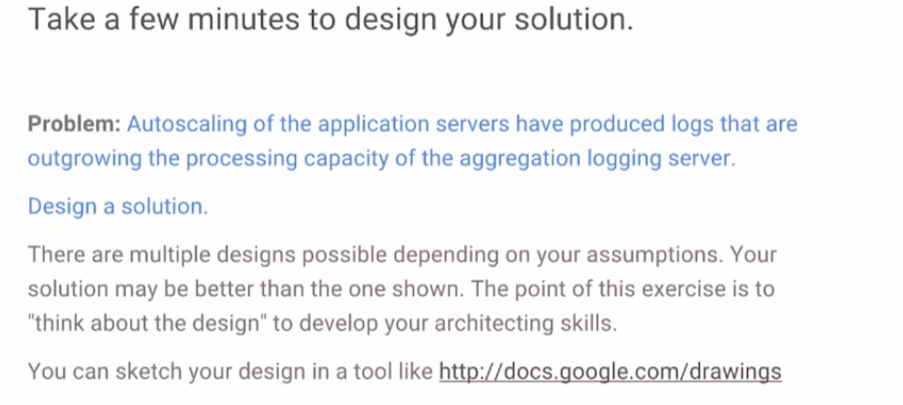 Take a few minutes to design your solution.
Problem: Autoscaling of the application servers have produced logs that are
outgrowing the processing capacity of the aggregation logging server.
Design a solution.
There are multiple designs possible depending on your assumptions. Your
solution may be better than the one shown. The point of this exercise is to
"think about the design" to develop your architecting skills.
You can sketch your design in a tool like http://docs.google.com/drawings